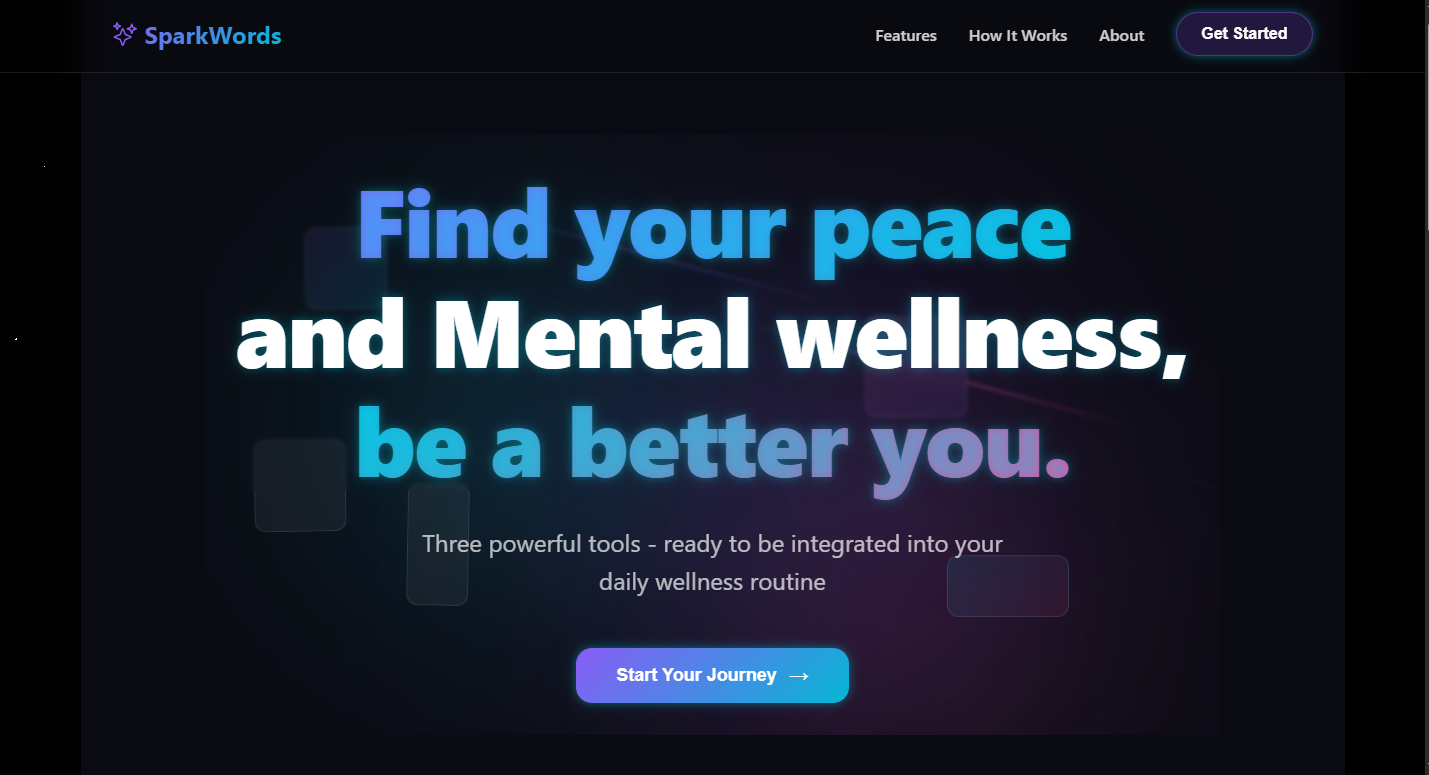 SparkWords
Features
How It Works
About
Get Started
Find your peace
and Mental wellness,
be a better you.
Three powerful tools - ready to be integrated into your
daily wellness routine
Start Your Journey →